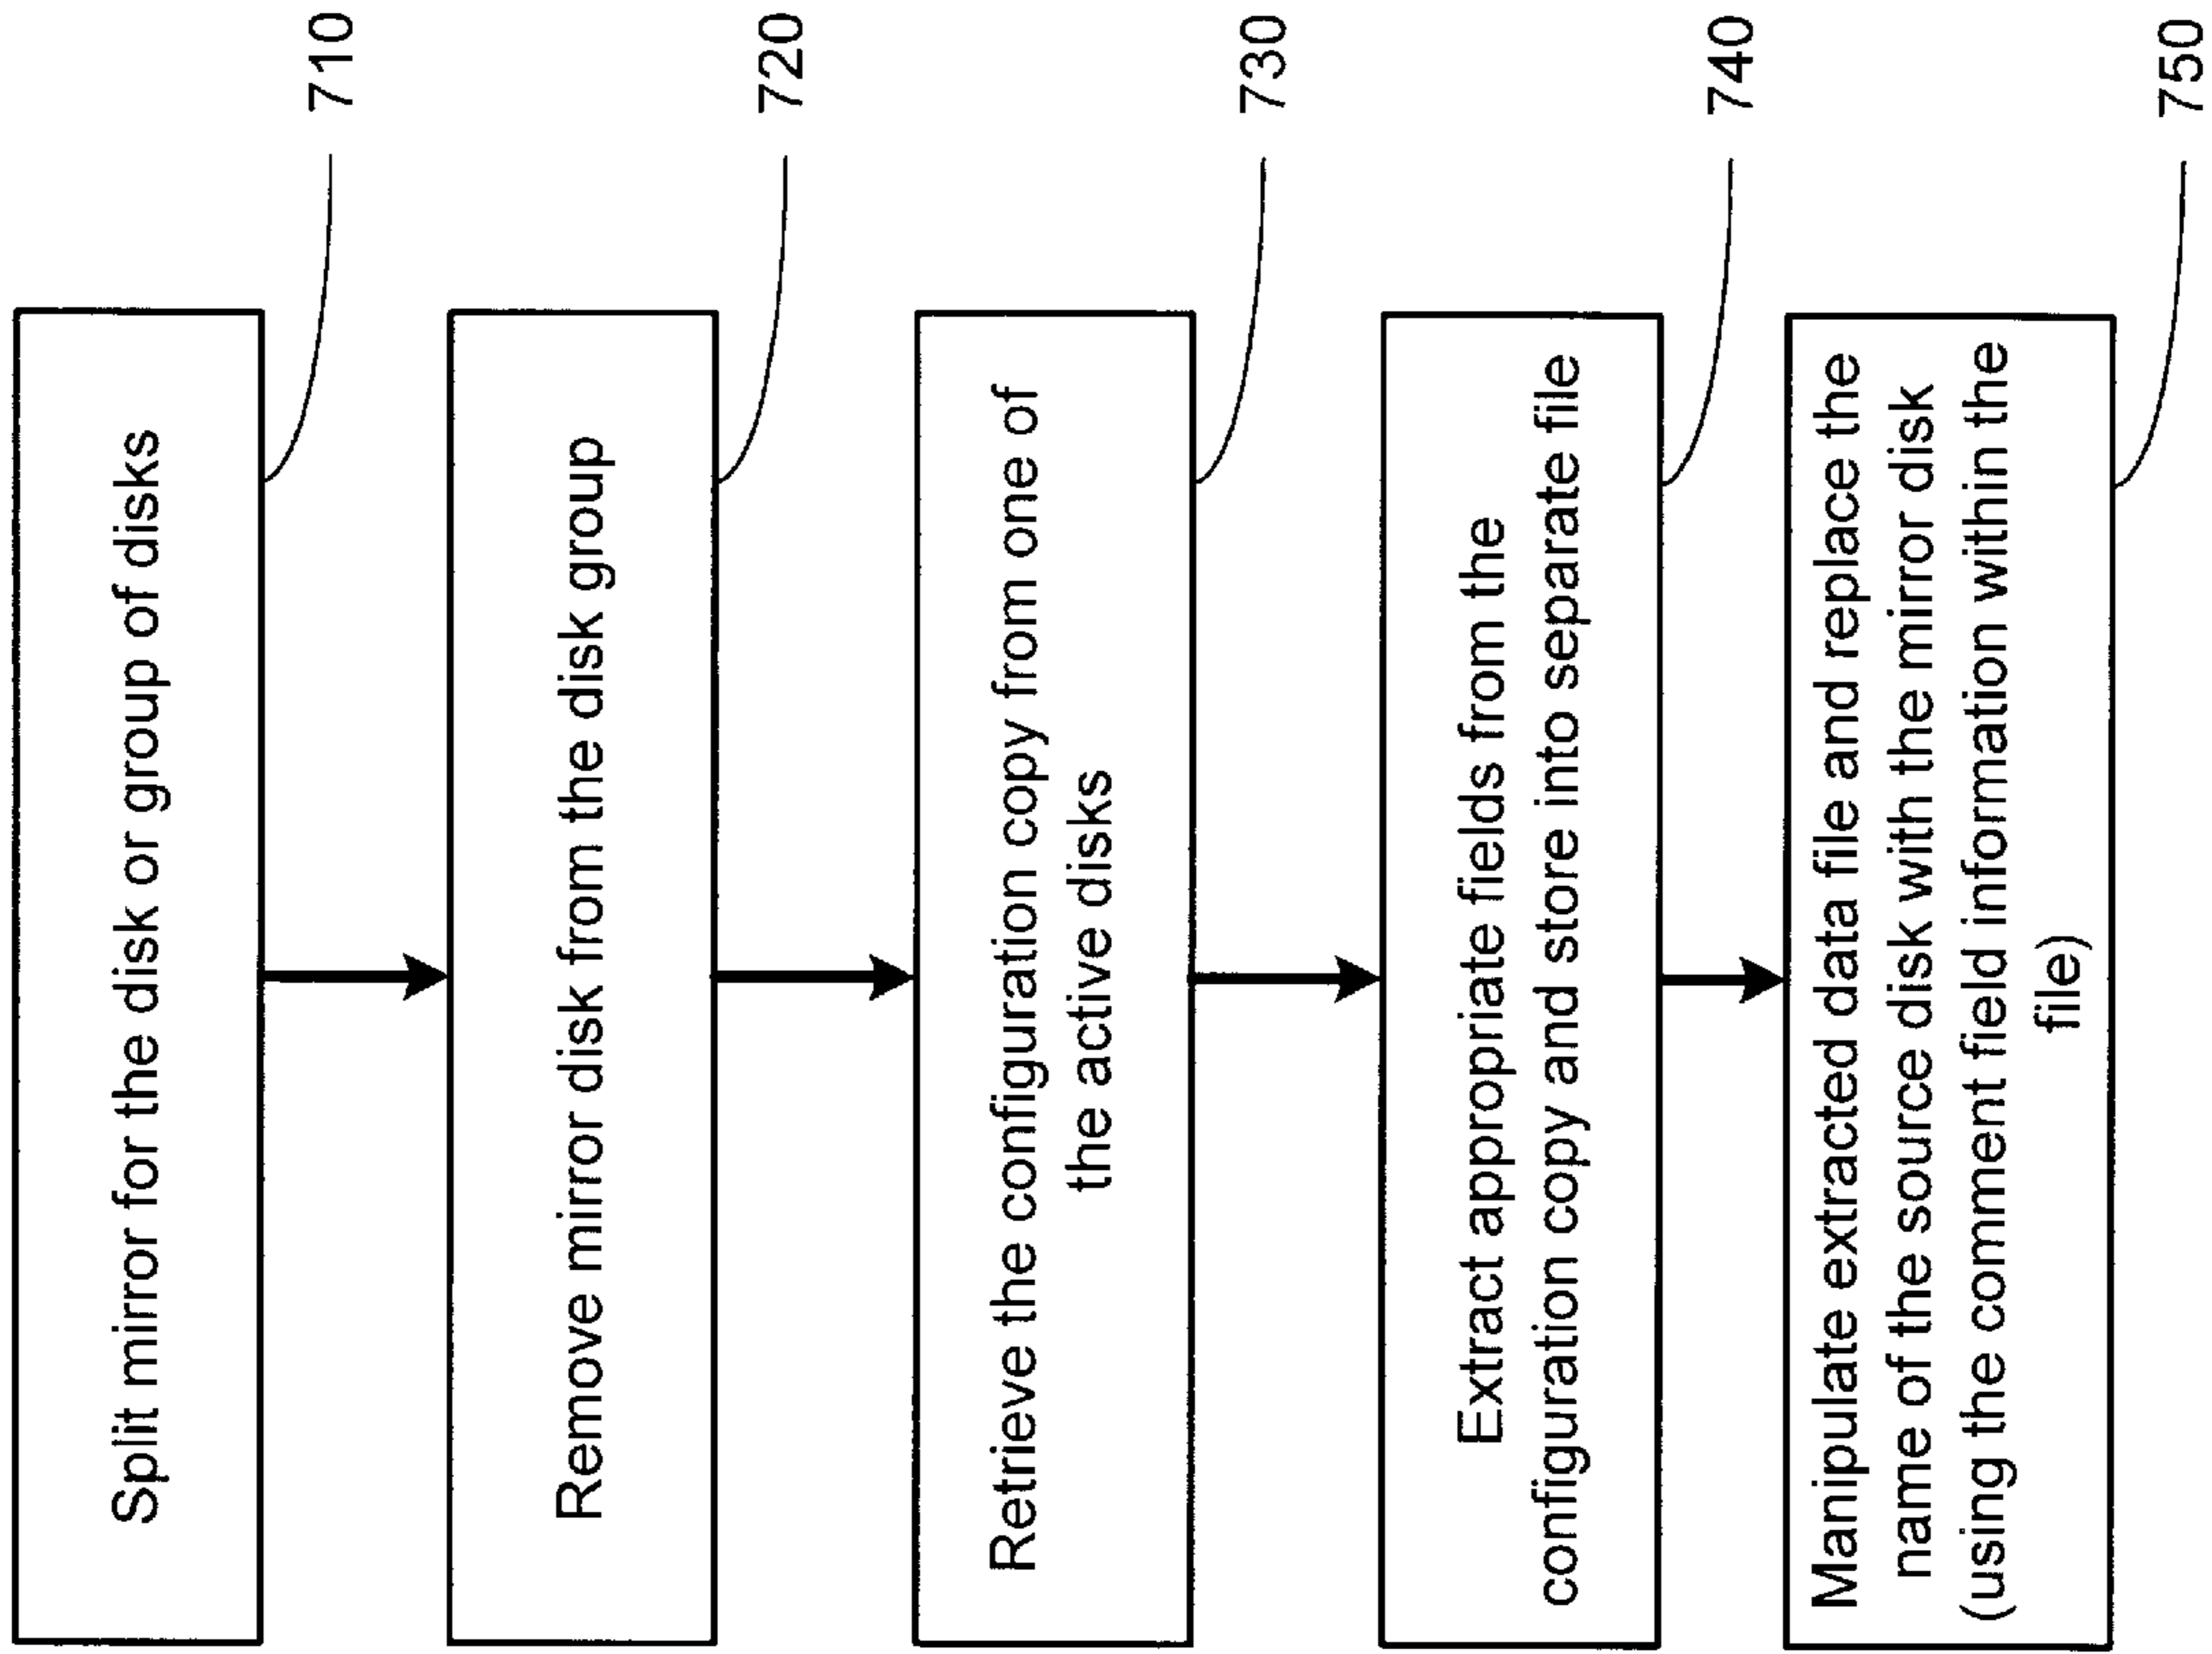 Split mirror for the disk or group of disks
710
Remove mirror disk from the disk group
720
Retrieve the configuration copy from one of
the active disks
730
Extract appropriate fields from the
configuration copy and store into separate file
740
Manipulate extracted data file and replace the
name of the source disk with the mirror disk
(using the comment field information within the
file)
750